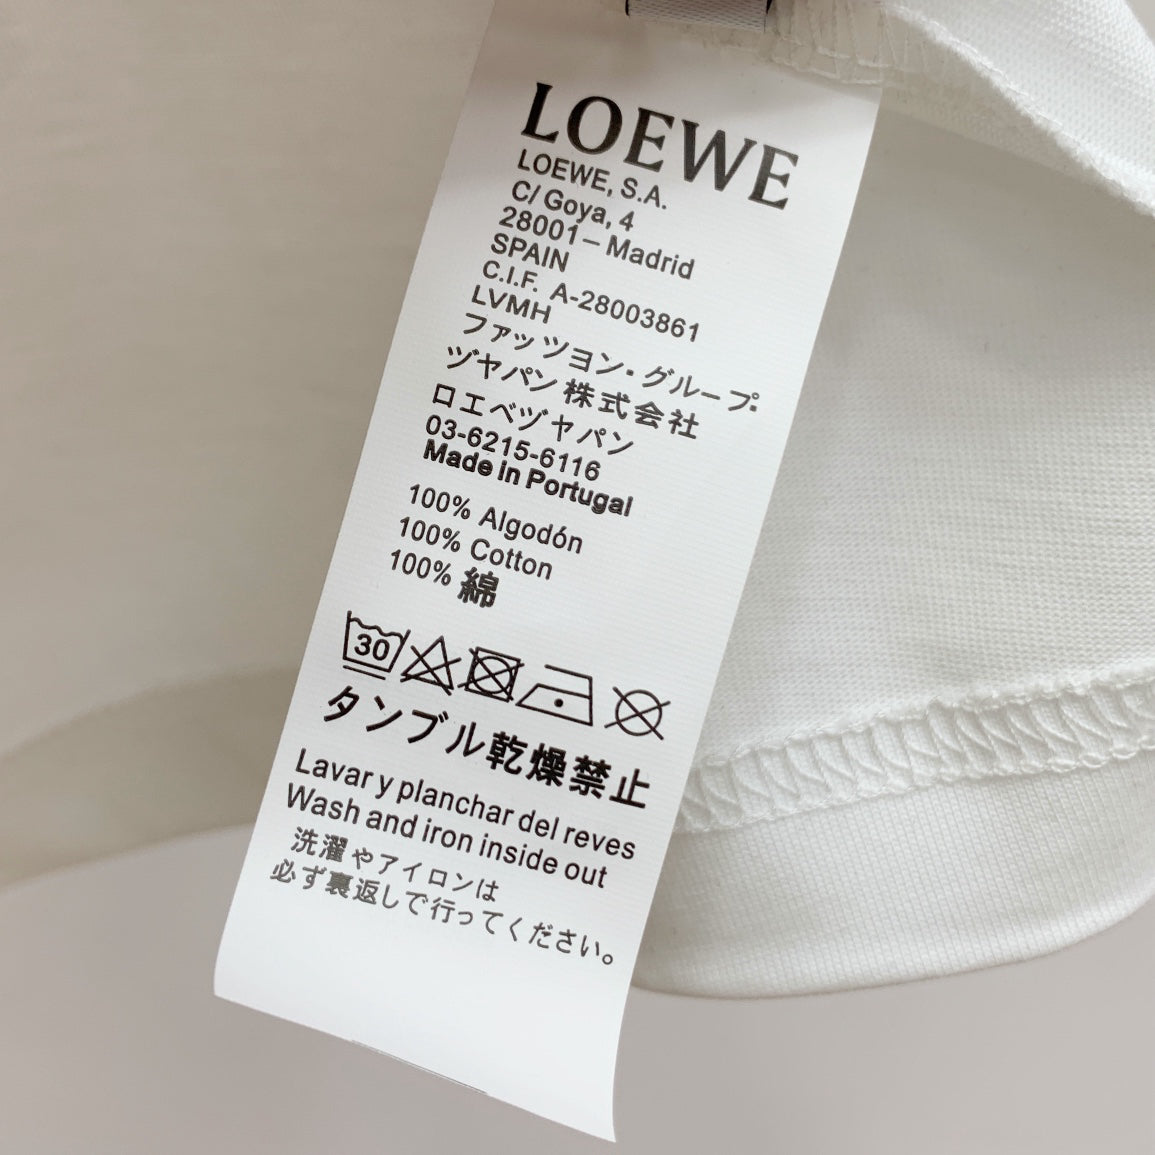 LOEWE
LOEWE, S.A.
C/ Goya, 4
28001 – Madrid
SPAIN
C.I.F. A-28003861
LVMH
ファッツヨン・グループ
ヅヤパン 株式会社
ロエベヅヤパン
03-6215-6116
Made in Portugal
100% Algodón
100% Cotton
100% 綿
30
タンブル乾燥禁止
Lavar y planchar del reves
Wash and iron inside out
洗濯やアイロンは
必ず裏返しで行ってください。